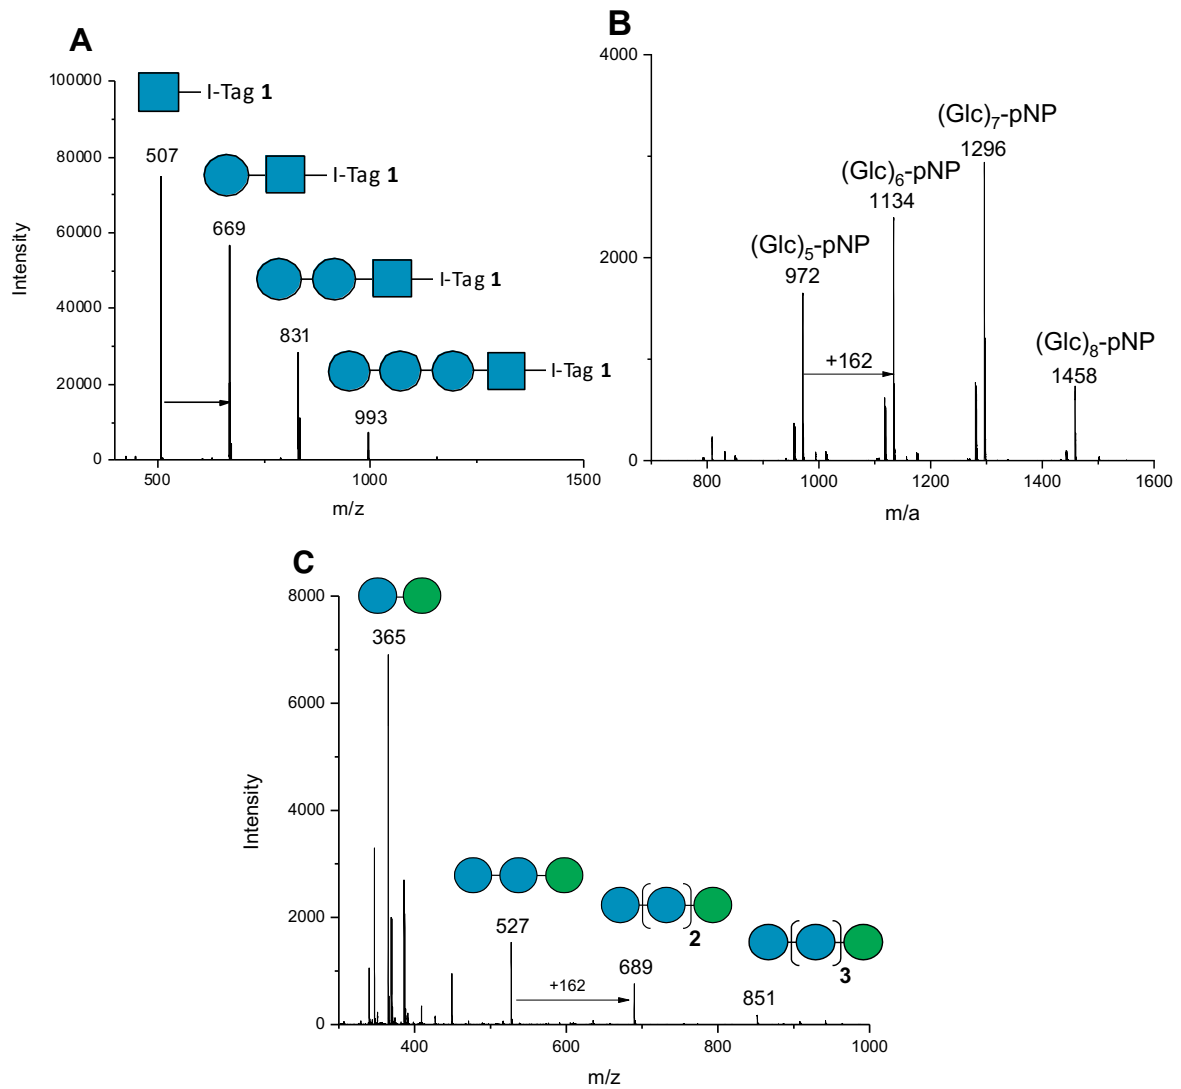 A
100000
80000
60000
40000
20000
0
Intensity
I-Tag 1
507
I-Tag 1
669
I-Tag 1
831
I-Tag 1
993
500
1000
1500
m/z
B
4000
2000
0
(Glc)7-pNP
1296
(Glc)6-pNP
1134
(Glc)5-pNP
972
+162
(Glc)8-pNP
1458
800
1000
1200
1400
1600
m/a
C
8000
6000
4000
2000
0
Intensity
365
527
+162
2
689
3
851
400
600
800
1000
m/z